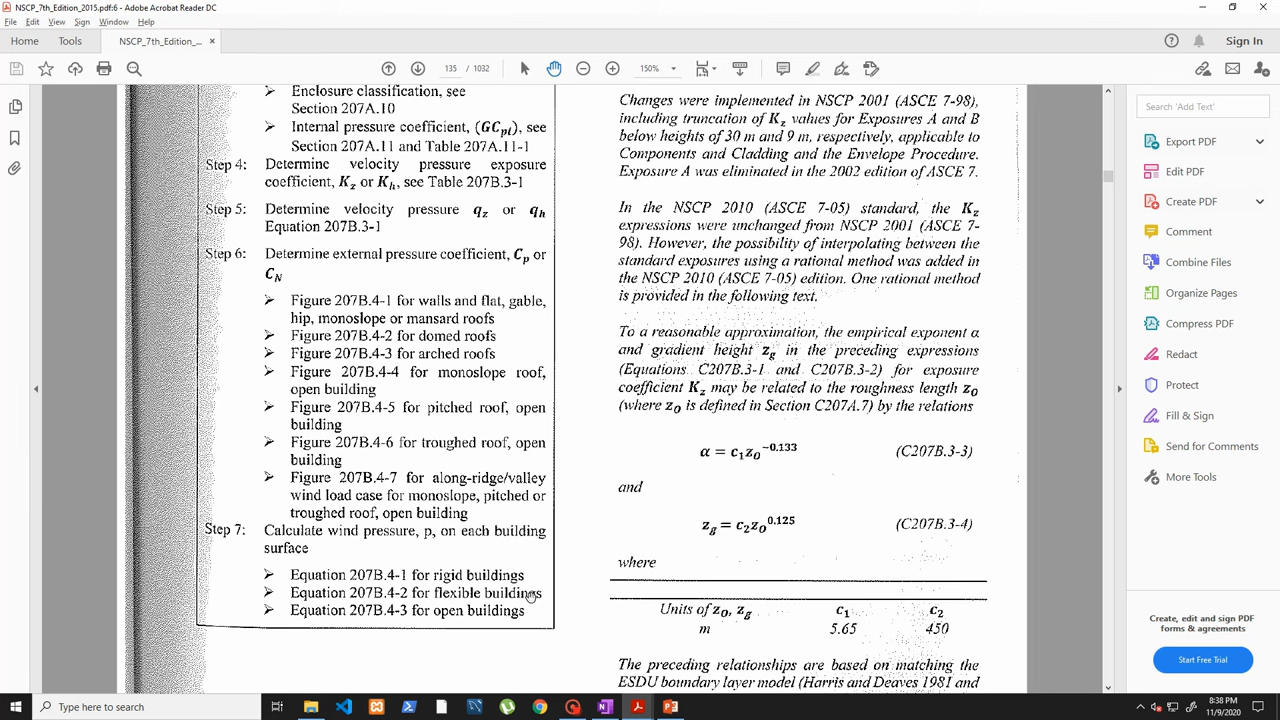 NSCP_7th_Edition_2015.pdf:6 - Adobe Acrobat Reader DC
File Edit View Sign Window Help
Home Tools NSCP_7th_Edition_... × Sign In
135 / 1032 150%
Enclosure classification, see
Section 207A.10
➤ Internal pressure coefficient, (GCpi), see
Section 207A.11 and Table 207A.11-1
Step 4: Determine velocity pressure exposure
coefficient, Kz or Kh, see Table 207B.3-1
Step 5: Determine velocity pressure qz or qh
Equation 207B.3-1
Step 6: Determine external pressure coefficient, Cp or
CN
➤ Figure 207B.4-1 for walls and flat, gable,
hip, monoslope or mansard roofs
➤ Figure 207B.4-2 for domed roofs
➤ Figure 207B.4-3 for arched roofs
➤ Figure 207B.4-4 for monoslope roof,
open building
➤ Figure 207B.4-5 for pitched roof, open
building
➤ Figure 207B.4-6 for troughed roof, open
building
➤ Figure 207B.4-7 for along-ridge/valley
wind load case for monoslope, pitched or
troughed roof, open building
Step 7: Calculate wind pressure, p, on each building
surface
➤ Equation 207B.4-1 for rigid buildings
➤ Equation 207B.4-2 for flexible buildings
➤ Equation 207B.4-3 for open buildings
Changes were implemented in NSCP 2001 (ASCE 7-98),
including truncation of Kz values for Exposures A and B
below heights of 30 m and 9 m, respectively, applicable to
Components and Cladding and the Envelope Procedure.
Exposure A was eliminated in the 2002 edition of ASCE 7.
In the NSCP 2010 (ASCE 7-05) standard, the Kz
expressions were unchanged from NSCP 2001 (ASCE 7-
98). However, the possibility of interpolating between the
standard exposures using a rational method was added in
the NSCP 2010 (ASCE 7-05) edition. One rational method
is provided in the following text.
To a reasonable approximation, the empirical exponent α
and gradient height zg in the preceding expressions
(Equations C207B.3-1 and C207B.3-2) for exposure
coefficient Kz may be related to the roughness length zo
(where zo is defined in Section C207A.7) by the relations
α = c1zo^-0.133 (C207B.3-3)
and
zg = c2zo^0.125 (C207B.3-4)
where
Units of zo, zg c1 c2
m 5.65 450
The preceding relationships are based on matching the
ESDU boundary layer model (Harris and Deaves 1981 and
Search 'Add Text'
Export PDF
Edit PDF
Create PDF
Comment
Combine Files
Organize Pages
Compress PDF
Redact
Protect
Fill & Sign
Send for Comments
More Tools
Create, edit and sign PDF
forms & agreements
Start Free Trial
Type here to search
8:38 PM
11/9/2020